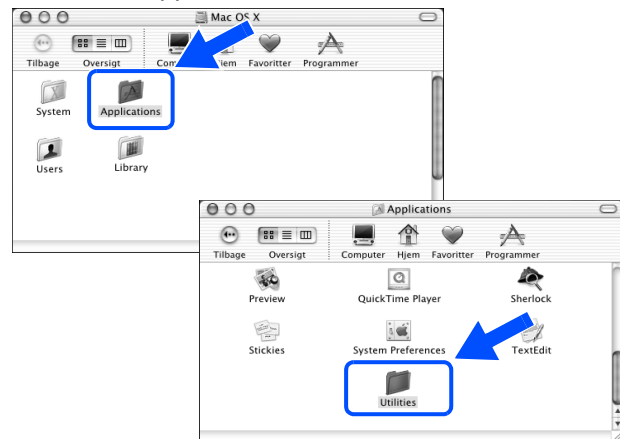 Mac OS X
Tilbage Oversigt Hjem Favoritter Programmer
System Applications
Users Library
Applications
Tilbage Oversigt Computer Hjem Favoritter Programmer
Preview QuickTime Player Sherlock
Stickies System Preferences TextEdit
Utilities